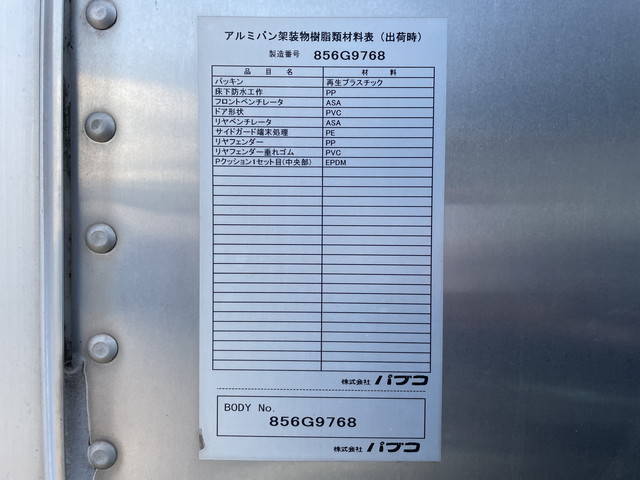 アルミバン架装物樹脂類材料表（出荷時）
製造番号 856G9768
品目名 材料
パッキン 再生プラスチック
床下防水工作 PP
フロントベンチレータ ASA
ドア形状 PVC
リヤベンチレータ ASA
サイドガード端末処理 PE
リヤフェンダー PP
リヤフェンダー垂れゴム PVC
Pクッション1セット目(中央部) EPDM
株式会社 パブコ
BODY No.
856G9768
株式会社 パブコ